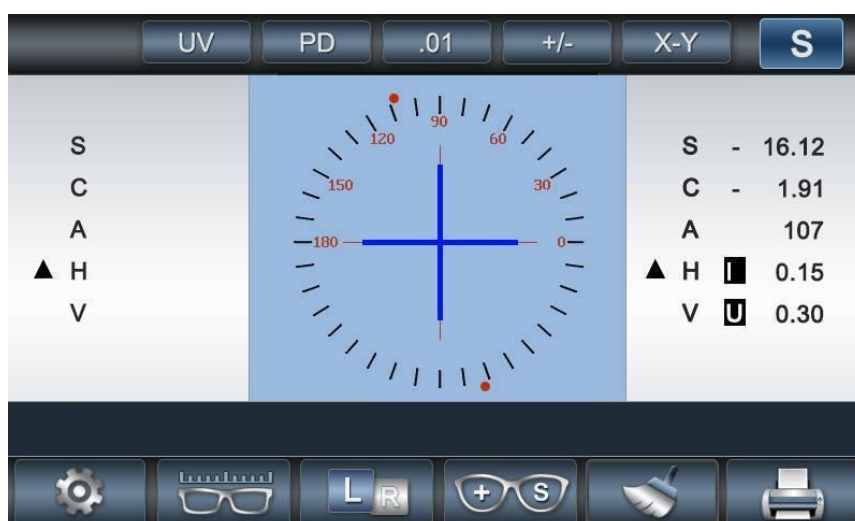 UV PD .01 +/- X-Y S
S
C
A
▲ H
V
90
120 60
150 30
180 0
S - 16.12
C - 1.91
A 107
▲ H I 0.15
V U 0.30
L R + S